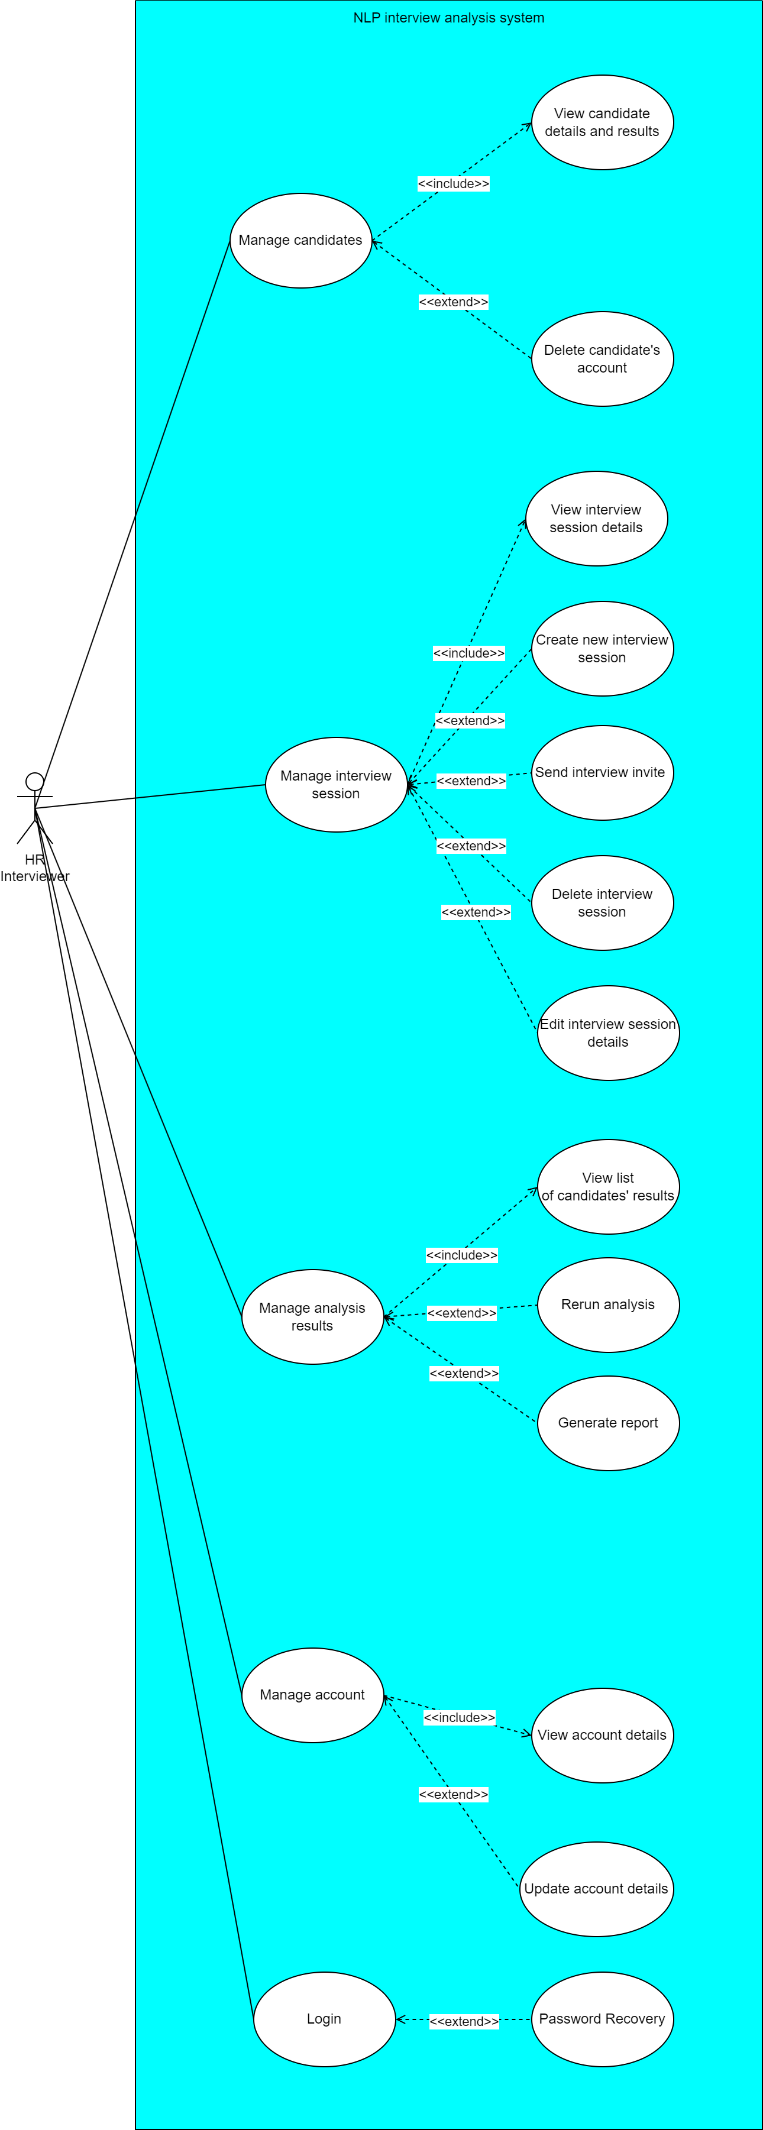 NLP interview analysis system
View candidate
details and results
<<include>>
Manage candidates
<<extend>>
Delete candidate's
account
View interview
session details
<<include>>
Create new interview
session
<<extend>>
Manage interview
session
<<extend>>
Send interview invite
<<extend>>
Delete interview
session
<<extend>>
Edit interview session
details
HR
Interviewer
View list
of candidates' results
<<include>>
Manage analysis
results
<<extend>>
Rerun analysis
<<extend>>
Generate report
Manage account
<<include>>
View account details
<<extend>>
Update account details
Login
<<extend>>
Password Recovery